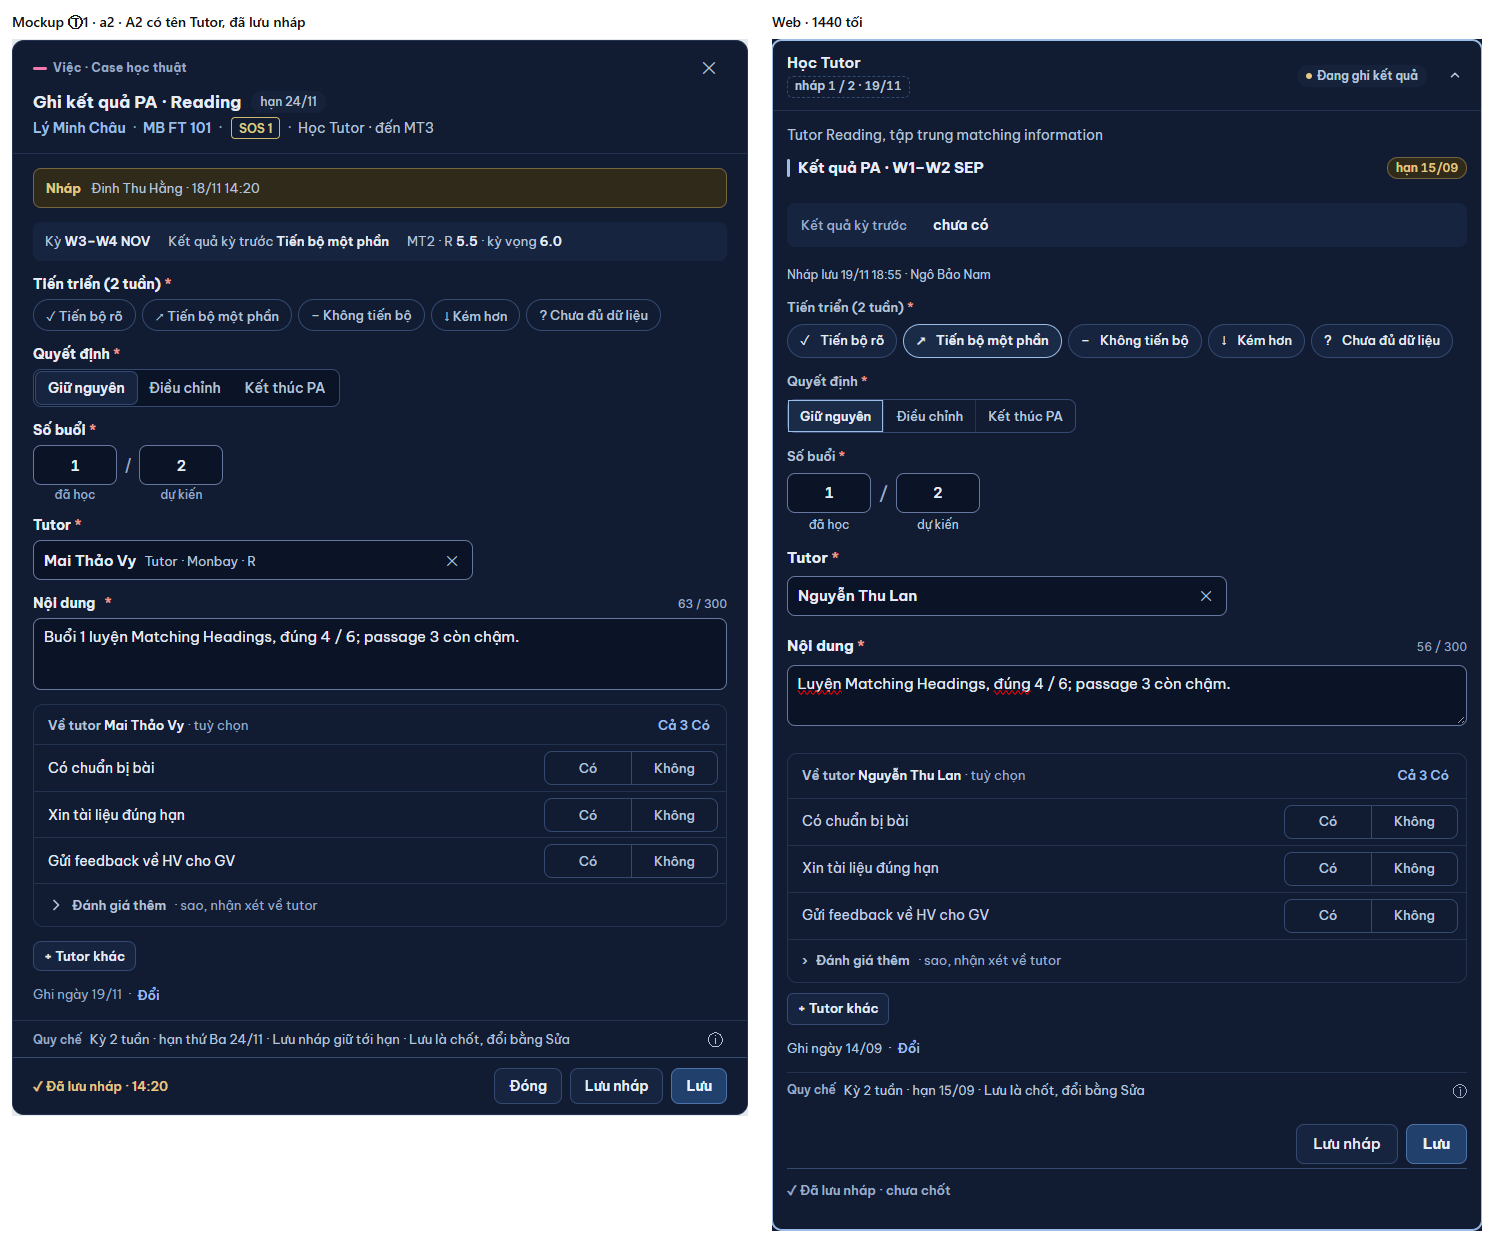 Mockup Ⓣ1 · a2 · A2 có tên Tutor, đã lưu nháp
Việc · Case học thuật
Ghi kết quả PA · Reading hạn 24/11
Lý Minh Châu · MB FT 101 · SOS 1 · Học Tutor · đến MT3
Nháp Đinh Thu Hằng · 18/11 14:20
Kỳ W3–W4 NOV Kết quả kỳ trước Tiến bộ một phần MT2 · R 5.5 · kỳ vọng 6.0
Tiến triển (2 tuần) *
✓ Tiến bộ rõ ↗ Tiến bộ một phần – Không tiến bộ ↓ Kém hơn ? Chưa đủ dữ liệu
Quyết định *
Giữ nguyên Điều chỉnh Kết thúc PA
Số buổi *
1 / 2
đã học dự kiến
Tutor *
Mai Thảo Vy Tutor · Monbay · R
Nội dung * 63 / 300
Buổi 1 luyện Matching Headings, đúng 4 / 6; passage 3 còn chậm.
Về tutor Mai Thảo Vy · tuỳ chọn Cả 3 Có
Có chuẩn bị bài Có Không
Xin tài liệu đúng hạn Có Không
Gửi feedback về HV cho GV Có Không
Đánh giá thêm · sao, nhận xét về tutor
+ Tutor khác
Ghi ngày 19/11 · Đổi
Quy chế Kỳ 2 tuần · hạn thứ Ba 24/11 · Lưu nháp giữ tới hạn · Lưu là chốt, đổi bằng Sửa
✓ Đã lưu nháp · 14:20 Đóng Lưu nháp Lưu
Web · 1440 tối
Học Tutor
nháp 1 / 2 · 19/11
Đang ghi kết quả
Tutor Reading, tập trung matching information
Kết quả PA · W1–W2 SEP hạn 15/09
Kết quả kỳ trước chưa có
Nháp lưu 19/11 18:55 · Ngô Bảo Nam
Tiến triển (2 tuần) *
✓ Tiến bộ rõ ↗ Tiến bộ một phần – Không tiến bộ ↓ Kém hơn ? Chưa đủ dữ liệu
Quyết định *
Giữ nguyên Điều chỉnh Kết thúc PA
Số buổi *
1 / 2
đã học dự kiến
Tutor *
Nguyễn Thu Lan
Nội dung * 56 / 300
Luyện Matching Headings, đúng 4 / 6; passage 3 còn chậm.
Về tutor Nguyễn Thu Lan · tuỳ chọn Cả 3 Có
Có chuẩn bị bài Có Không
Xin tài liệu đúng hạn Có Không
Gửi feedback về HV cho GV Có Không
Đánh giá thêm · sao, nhận xét về tutor
+ Tutor khác
Ghi ngày 14/09 · Đổi
Quy chế Kỳ 2 tuần · hạn 15/09 · Lưu là chốt, đổi bằng Sửa
Lưu nháp Lưu
✓ Đã lưu nháp · chưa chốt